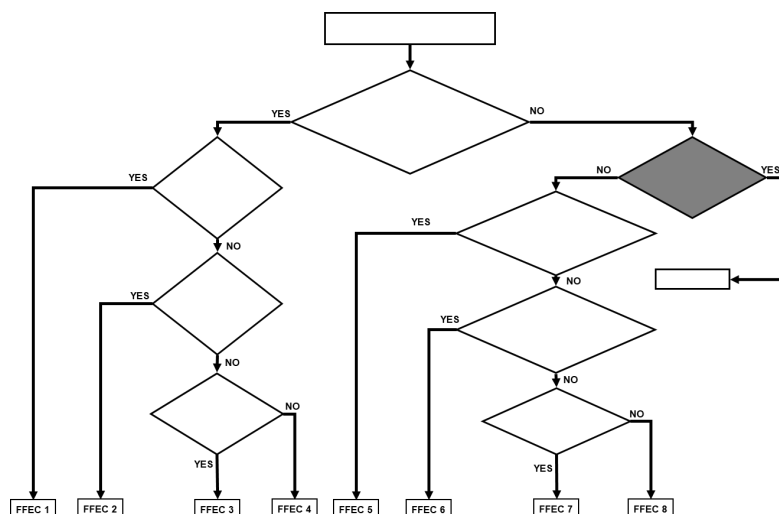 YES
NO
YES
NO
YES
YES
NO
YES
NO
YES
NO
NO
NO
NO
YES
YES
FFEC 1
FFEC 2
FFEC 3
FFEC 4
FFEC 5
FFEC 6
FFEC 7
FFEC 8